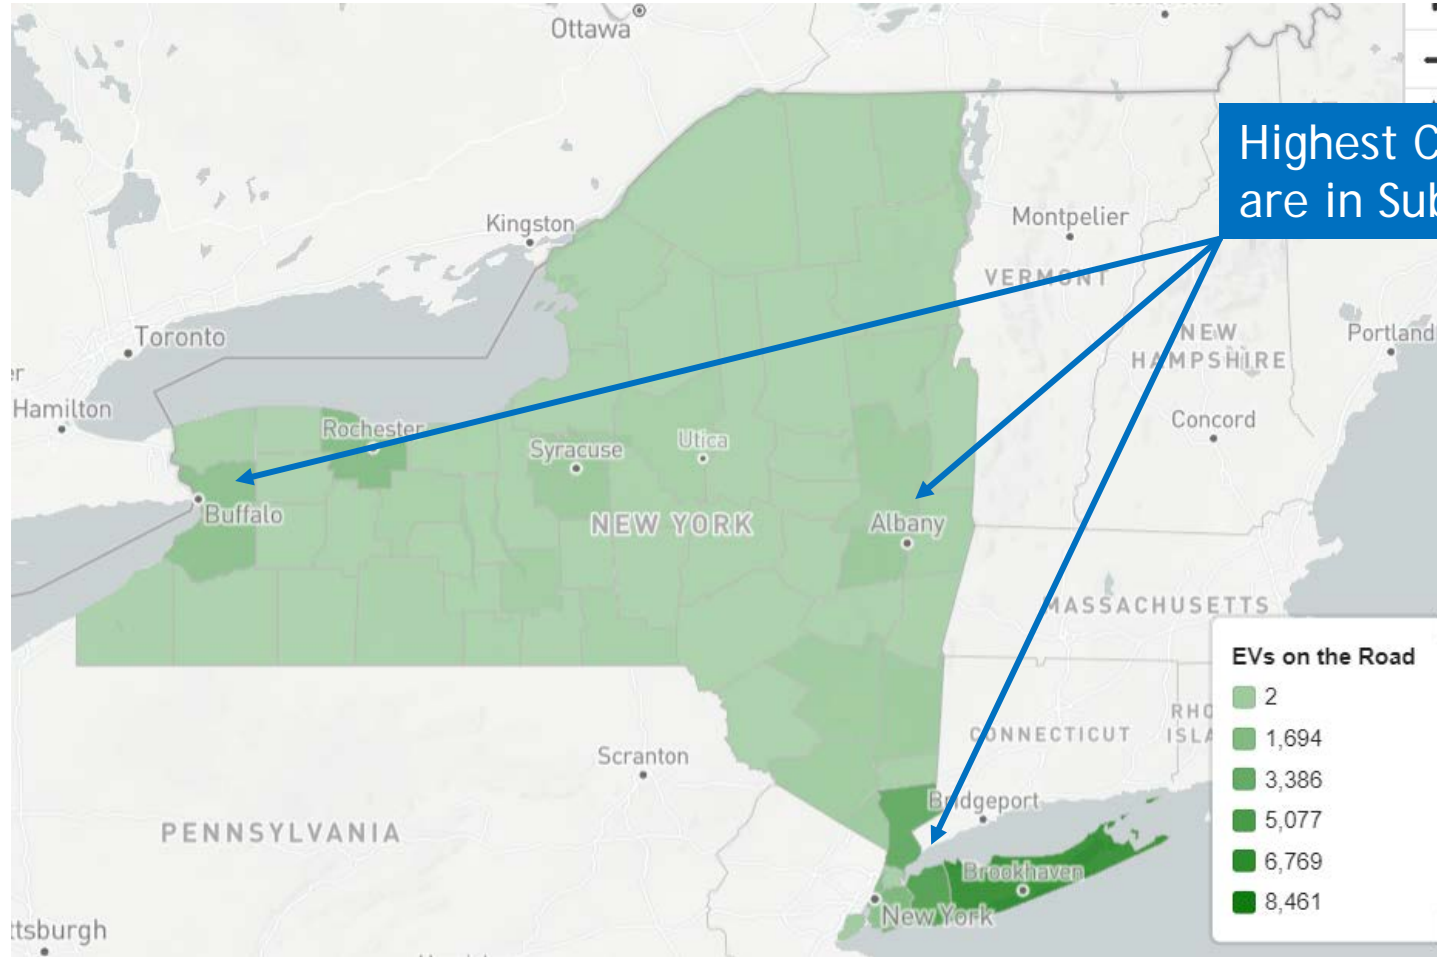 Ottawa
Highest C
are in Sub
Kingston
Montpelier
VERMONT
Toronto
NEW
HAMPSHIRE
Portland
Hamilton
Concord
Rochester
Syracuse
Utica
Buffalo
NEW YORK
Albany
MASSACHUSETTS
EVs on the Road
2
1,694
3,386
5,077
6,769
8,461
RHO
ISLA
CONNECTICUT
Scranton
Bridgeport
PENNSYLVANIA
Brookhaven
New York
ttsburgh